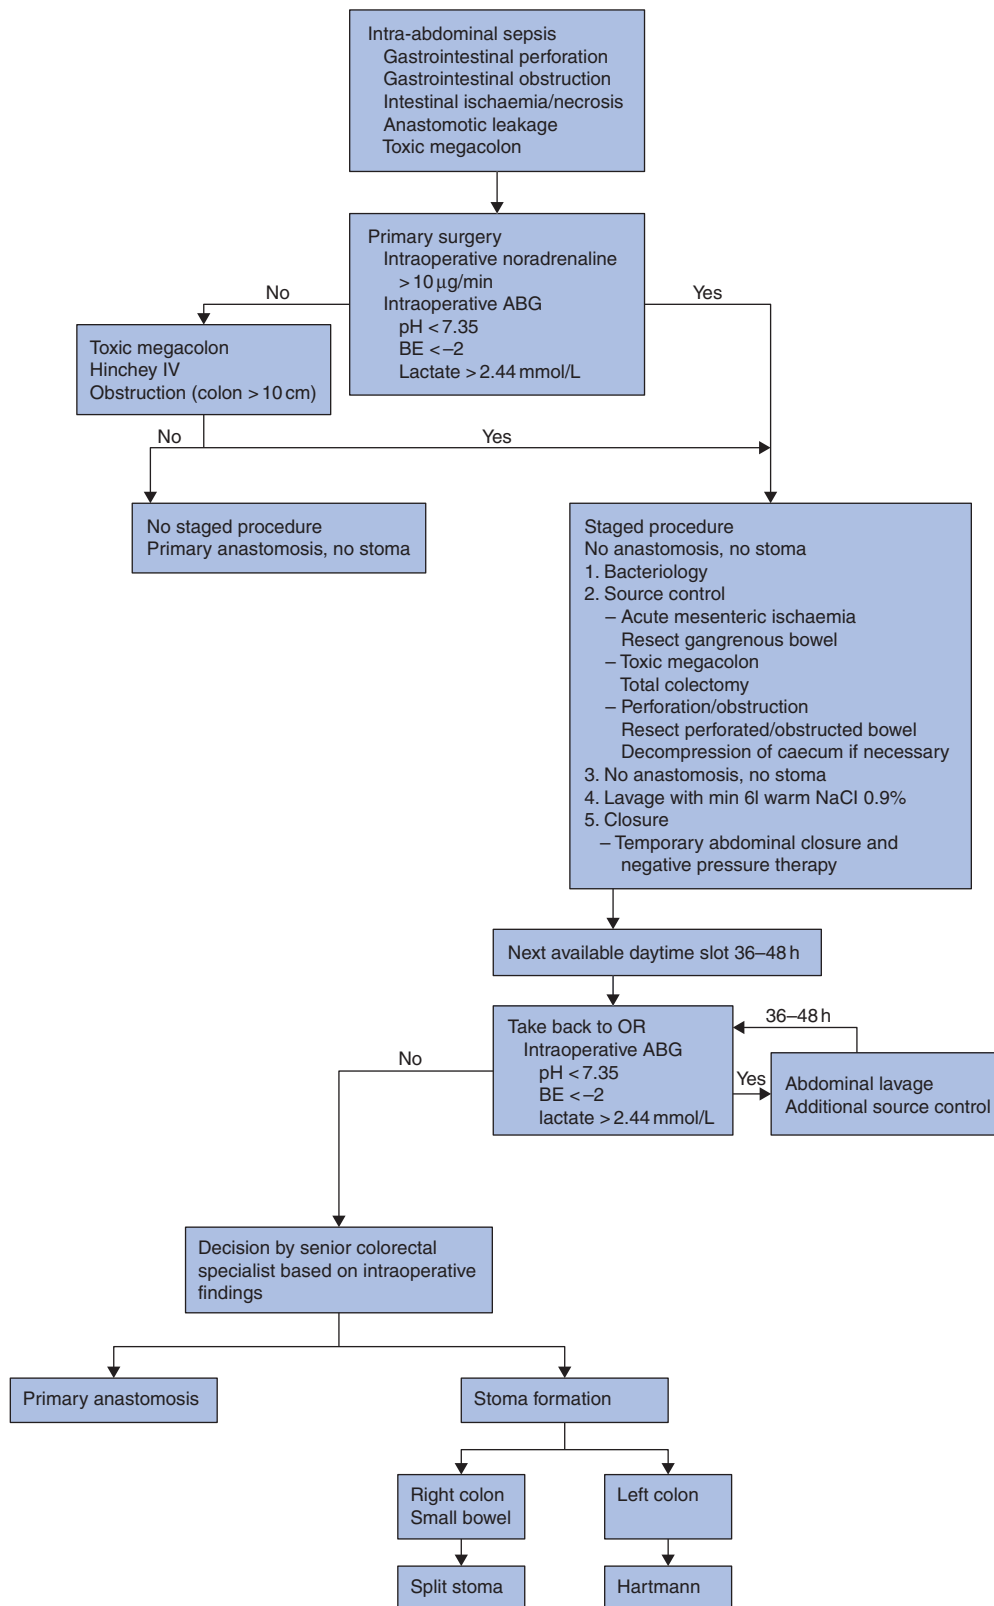 Intra-abdominal sepsis
Gastrointestinal perforation
Gastrointestinal obstruction
Intestinal ischaemia/necrosis
Anastomotic leakage
Toxic megacolon
Primary surgery
Intraoperative noradrenaline
> 10 µg/min
Intraoperative ABG
pH < 7.35
BE < –2
Lactate > 2.44 mmol/L
No
Yes
Toxic megacolon
Hinchey IV
Obstruction (colon > 10 cm)
No
Yes
No staged procedure
Primary anastomosis, no stoma
Staged procedure
No anastomosis, no stoma
1. Bacteriology
2. Source control
– Acute mesenteric ischaemia
Resect gangrenous bowel
– Toxic megacolon
Total colectomy
– Perforation/obstruction
Resect perforated/obstructed bowel
Decompression of caecum if necessary
3. No anastomosis, no stoma
4. Lavage with min 6l warm NaCl 0.9%
5. Closure
– Temporary abdominal closure and
negative pressure therapy
Next available daytime slot 36–48 h
Take back to OR
Intraoperative ABG
pH < 7.35
BE < –2
lactate > 2.44 mmol/L
No
Yes
36–48 h
Abdominal lavage
Additional source control
Decision by senior colorectal
specialist based on intraoperative
findings
Primary anastomosis
Stoma formation
Right colon
Small bowel
Left colon
Split stoma
Hartmann